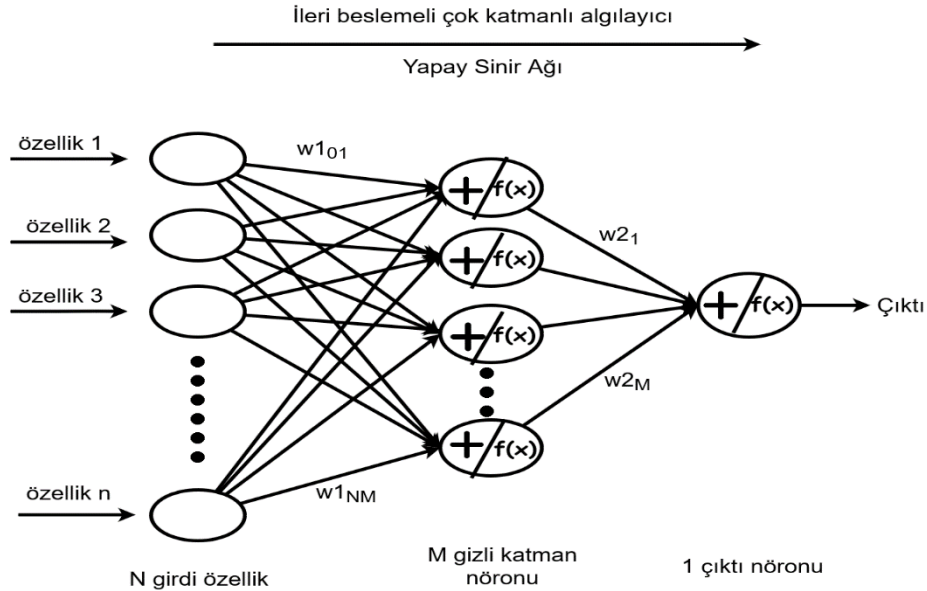 İleri beslemeli çok katmanlı algılayıcı
Yapay Sinir Ağı
özellik 1
özellik 2
özellik 3
özellik n
w1₀₁
w1NM
+ f(x)
+ f(x)
+ f(x)
+ f(x)
w2₁
w2M
+ f(x)
Çıktı
N girdi özellik
M gizli katman
nöronu
1 çıktı nöronu